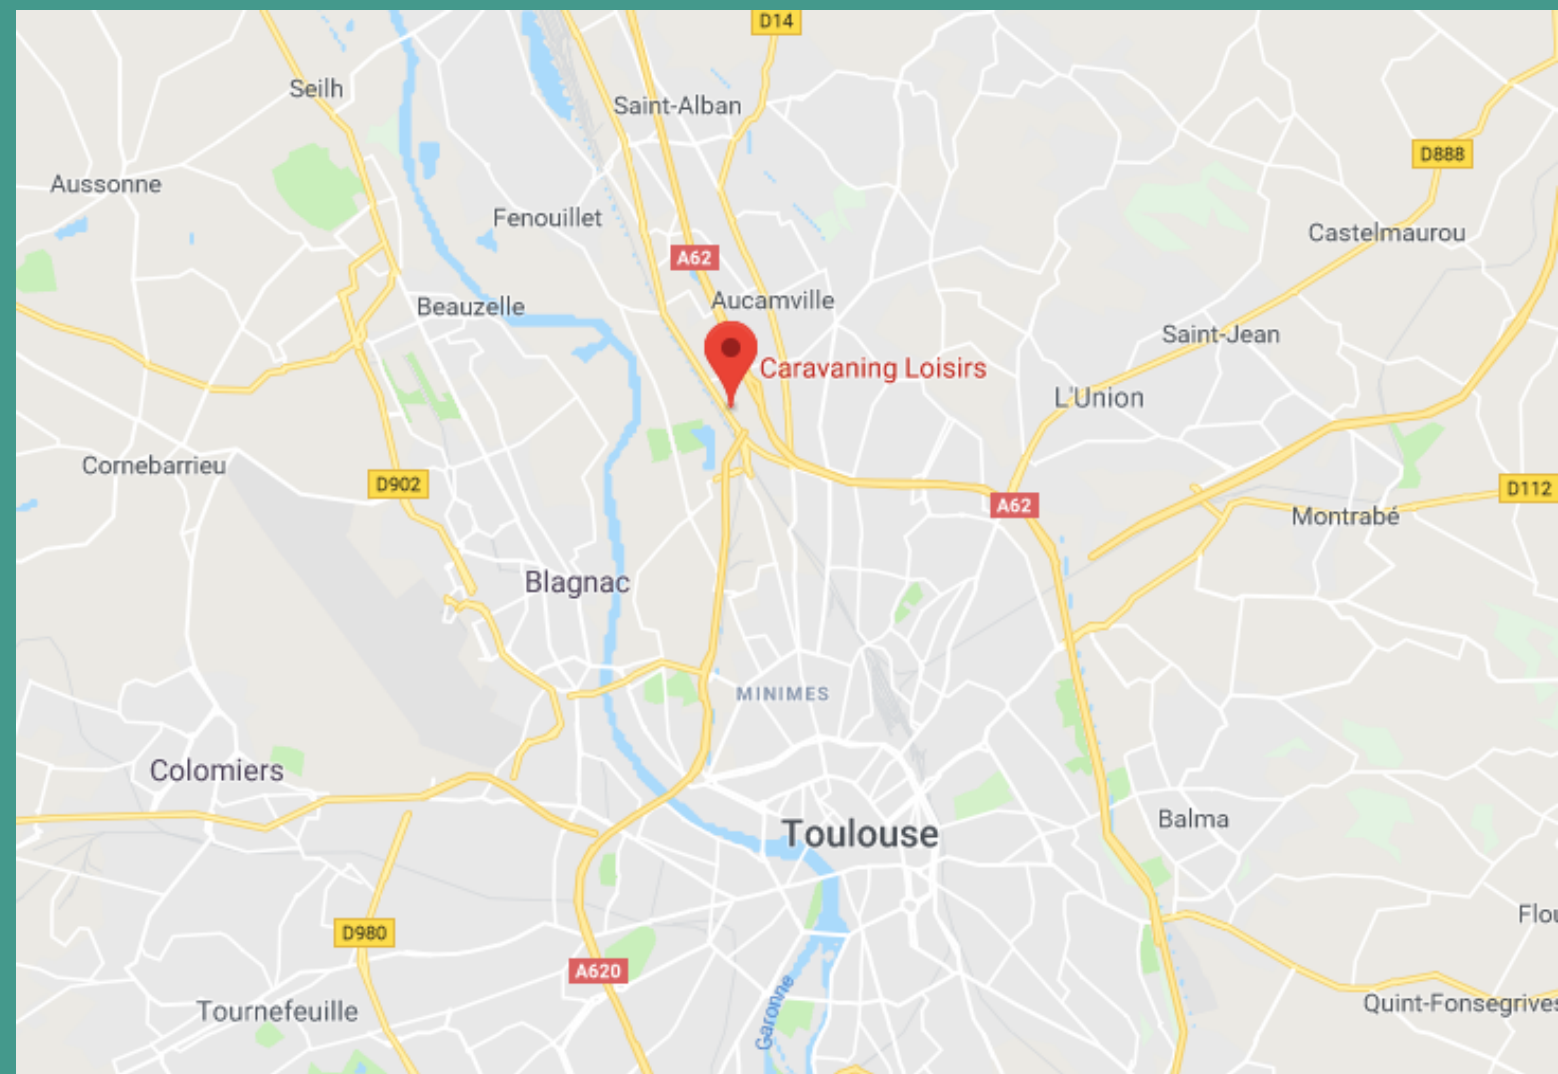 D14
Seilh
Saint-Alban
D888
Aussonne
Fenouillet
Castelmaurou
A62
Aucamville
Beauzelle
Saint-Jean
Caravaning Loisirs
L'Union
Cornebarrieu
D902
D112
A62
Montrabé
Blagnac
MINIMES
Colomiers
Balma
Toulouse
Flou
D980
A620
Quint-Fonsegrives
Tournefeuille
Garonne